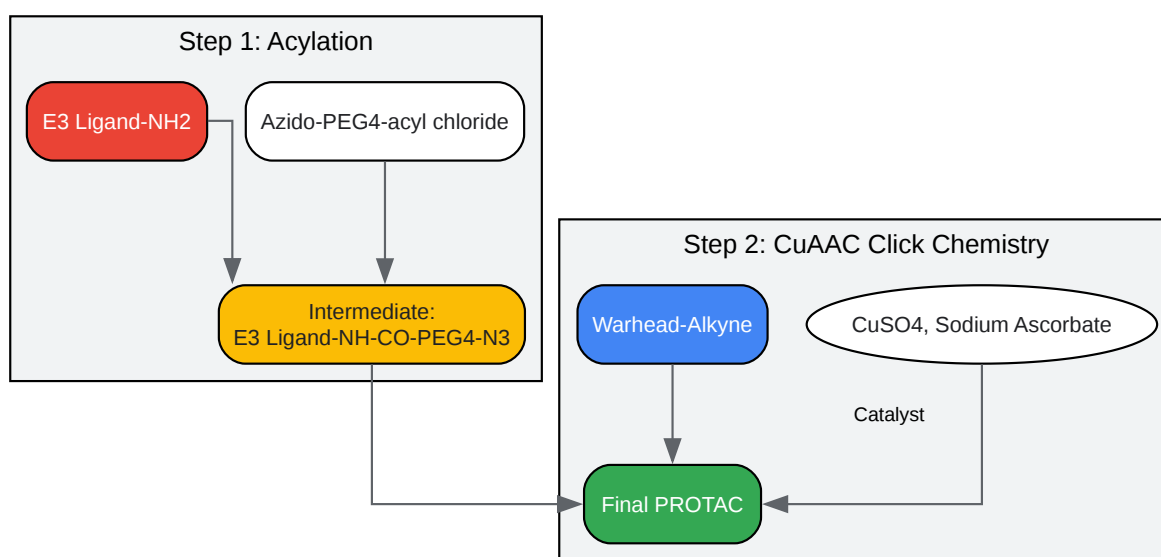 Step 1: Acylation
E3 Ligand-NH2
Azido-PEG4-acyl chloride
Intermediate:
E3 Ligand-NH-CO-PEG4-N3
Step 2: CuAAC Click Chemistry
Warhead-Alkyne
CuSO4, Sodium Ascorbate
Catalyst
Final PROTAC